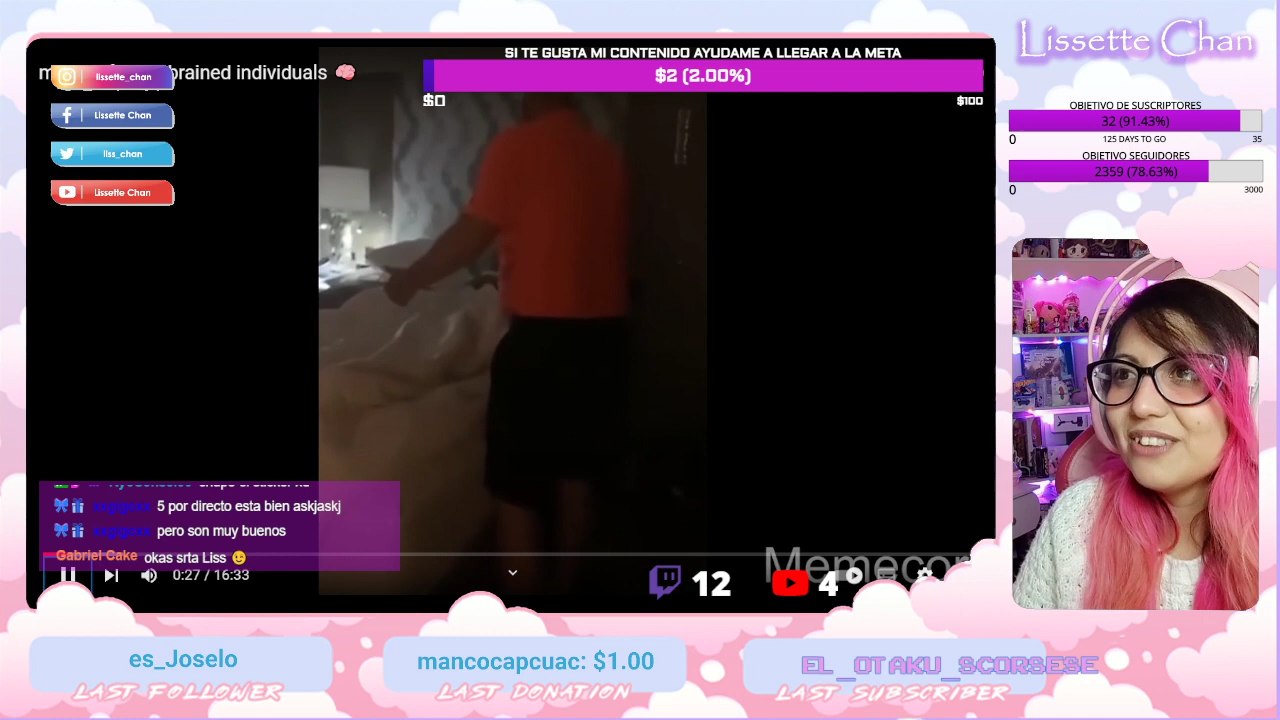 Lissette Chan
SI TE GUSTA MI CONTENIDO AYUDAME A LLEGAR A LA META
brained individuals 🧠
$2 (2.00%)
$0
$100
lissette_chan
Lissette Chan
liss_chan
Lissette Chan
OBJETIVO DE SUSCRIPTORES
32 (91.43%)
0
125 DAYS TO GO
35
OBJETIVO SEGUIDORES
2359 (78.63%)
0
3000
5 por directo esta bien askjaskj
pero son muy buenos
Gabriel Cake okas srta Liss 😉
0:27 / 16:33
12
4
es_Joselo
LAST FOLLOWER
mancocapcuac: $1.00
LAST DONATION
EL_OTAKU_SCORSESE
LAST SUBSCRIBER